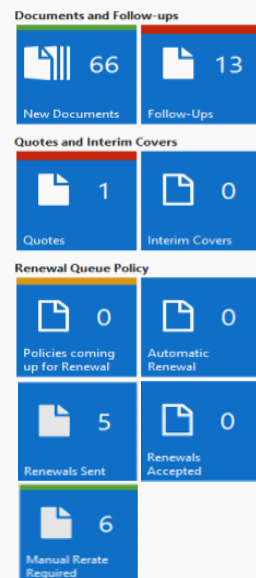 Documents and Follow-ups
66
13
New Documents
Follow-Ups
Quotes and Interim Covers
1
0
Quotes
Interim Covers
Renewal Queue Policy
0
0
Policies coming
up for Renewal
Automatic
Renewal
5
0
Renewals Sent
Renewals
Accepted
6
Manual Rerate
Required